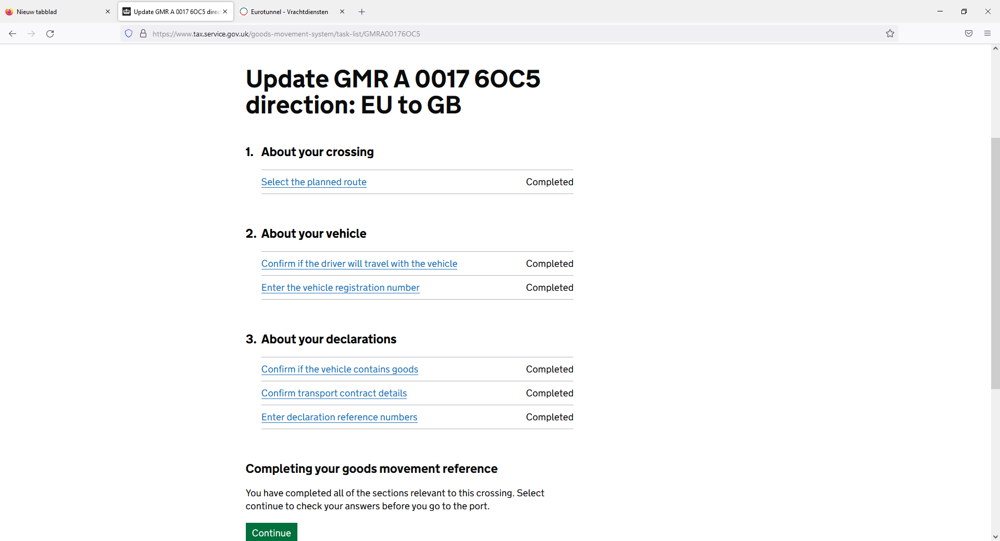 Nieuw tabblad
Update GMR A 0017 6OC5 direc
Eurotunnel - Vrachtdiensten
https://www.tax.service.gov.uk/goods-movement-system/task-list/GMRA00176OC5
Update GMR A 0017 6OC5
direction: EU to GB
1. About your crossing
Select the planned route Completed
2. About your vehicle
Confirm if the driver will travel with the vehicle Completed
Enter the vehicle registration number Completed
3. About your declarations
Confirm if the vehicle contains goods Completed
Confirm transport contract details Completed
Enter declaration reference numbers Completed
Completing your goods movement reference
You have completed all of the sections relevant to this crossing. Select
continue to check your answers before you go to the port.
Continue